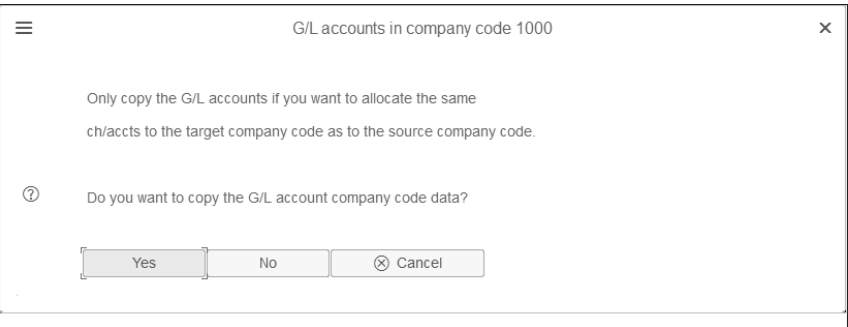 G/L accounts in company code 1000
Only copy the G/L accounts if you want to allocate the same
ch/accts to the target company code as to the source company code.
Do you want to copy the G/L account company code data?
Yes No Cancel